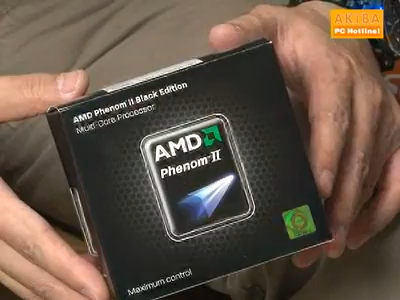 AKIBA
PC Hotline!
AMD Phenom II Black Edition
Multi-Core Processor
AMD
Phenom II
Maximum control